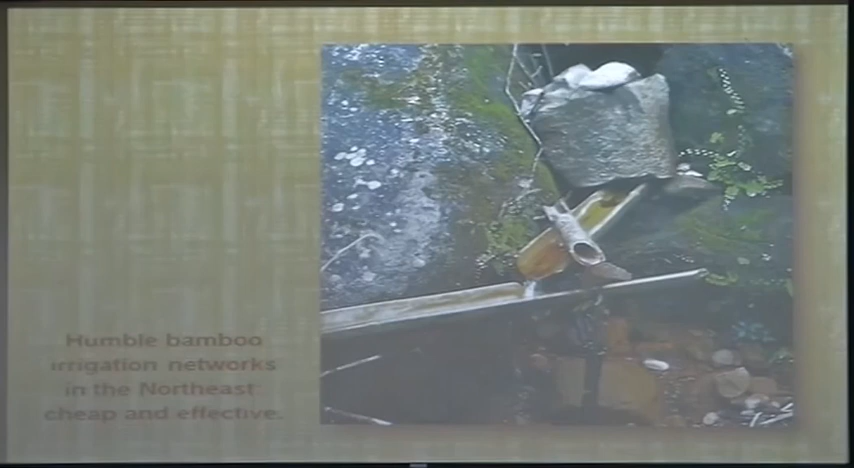 Humble bamboo
irrigation networks
in the Northeast
cheap and effective.